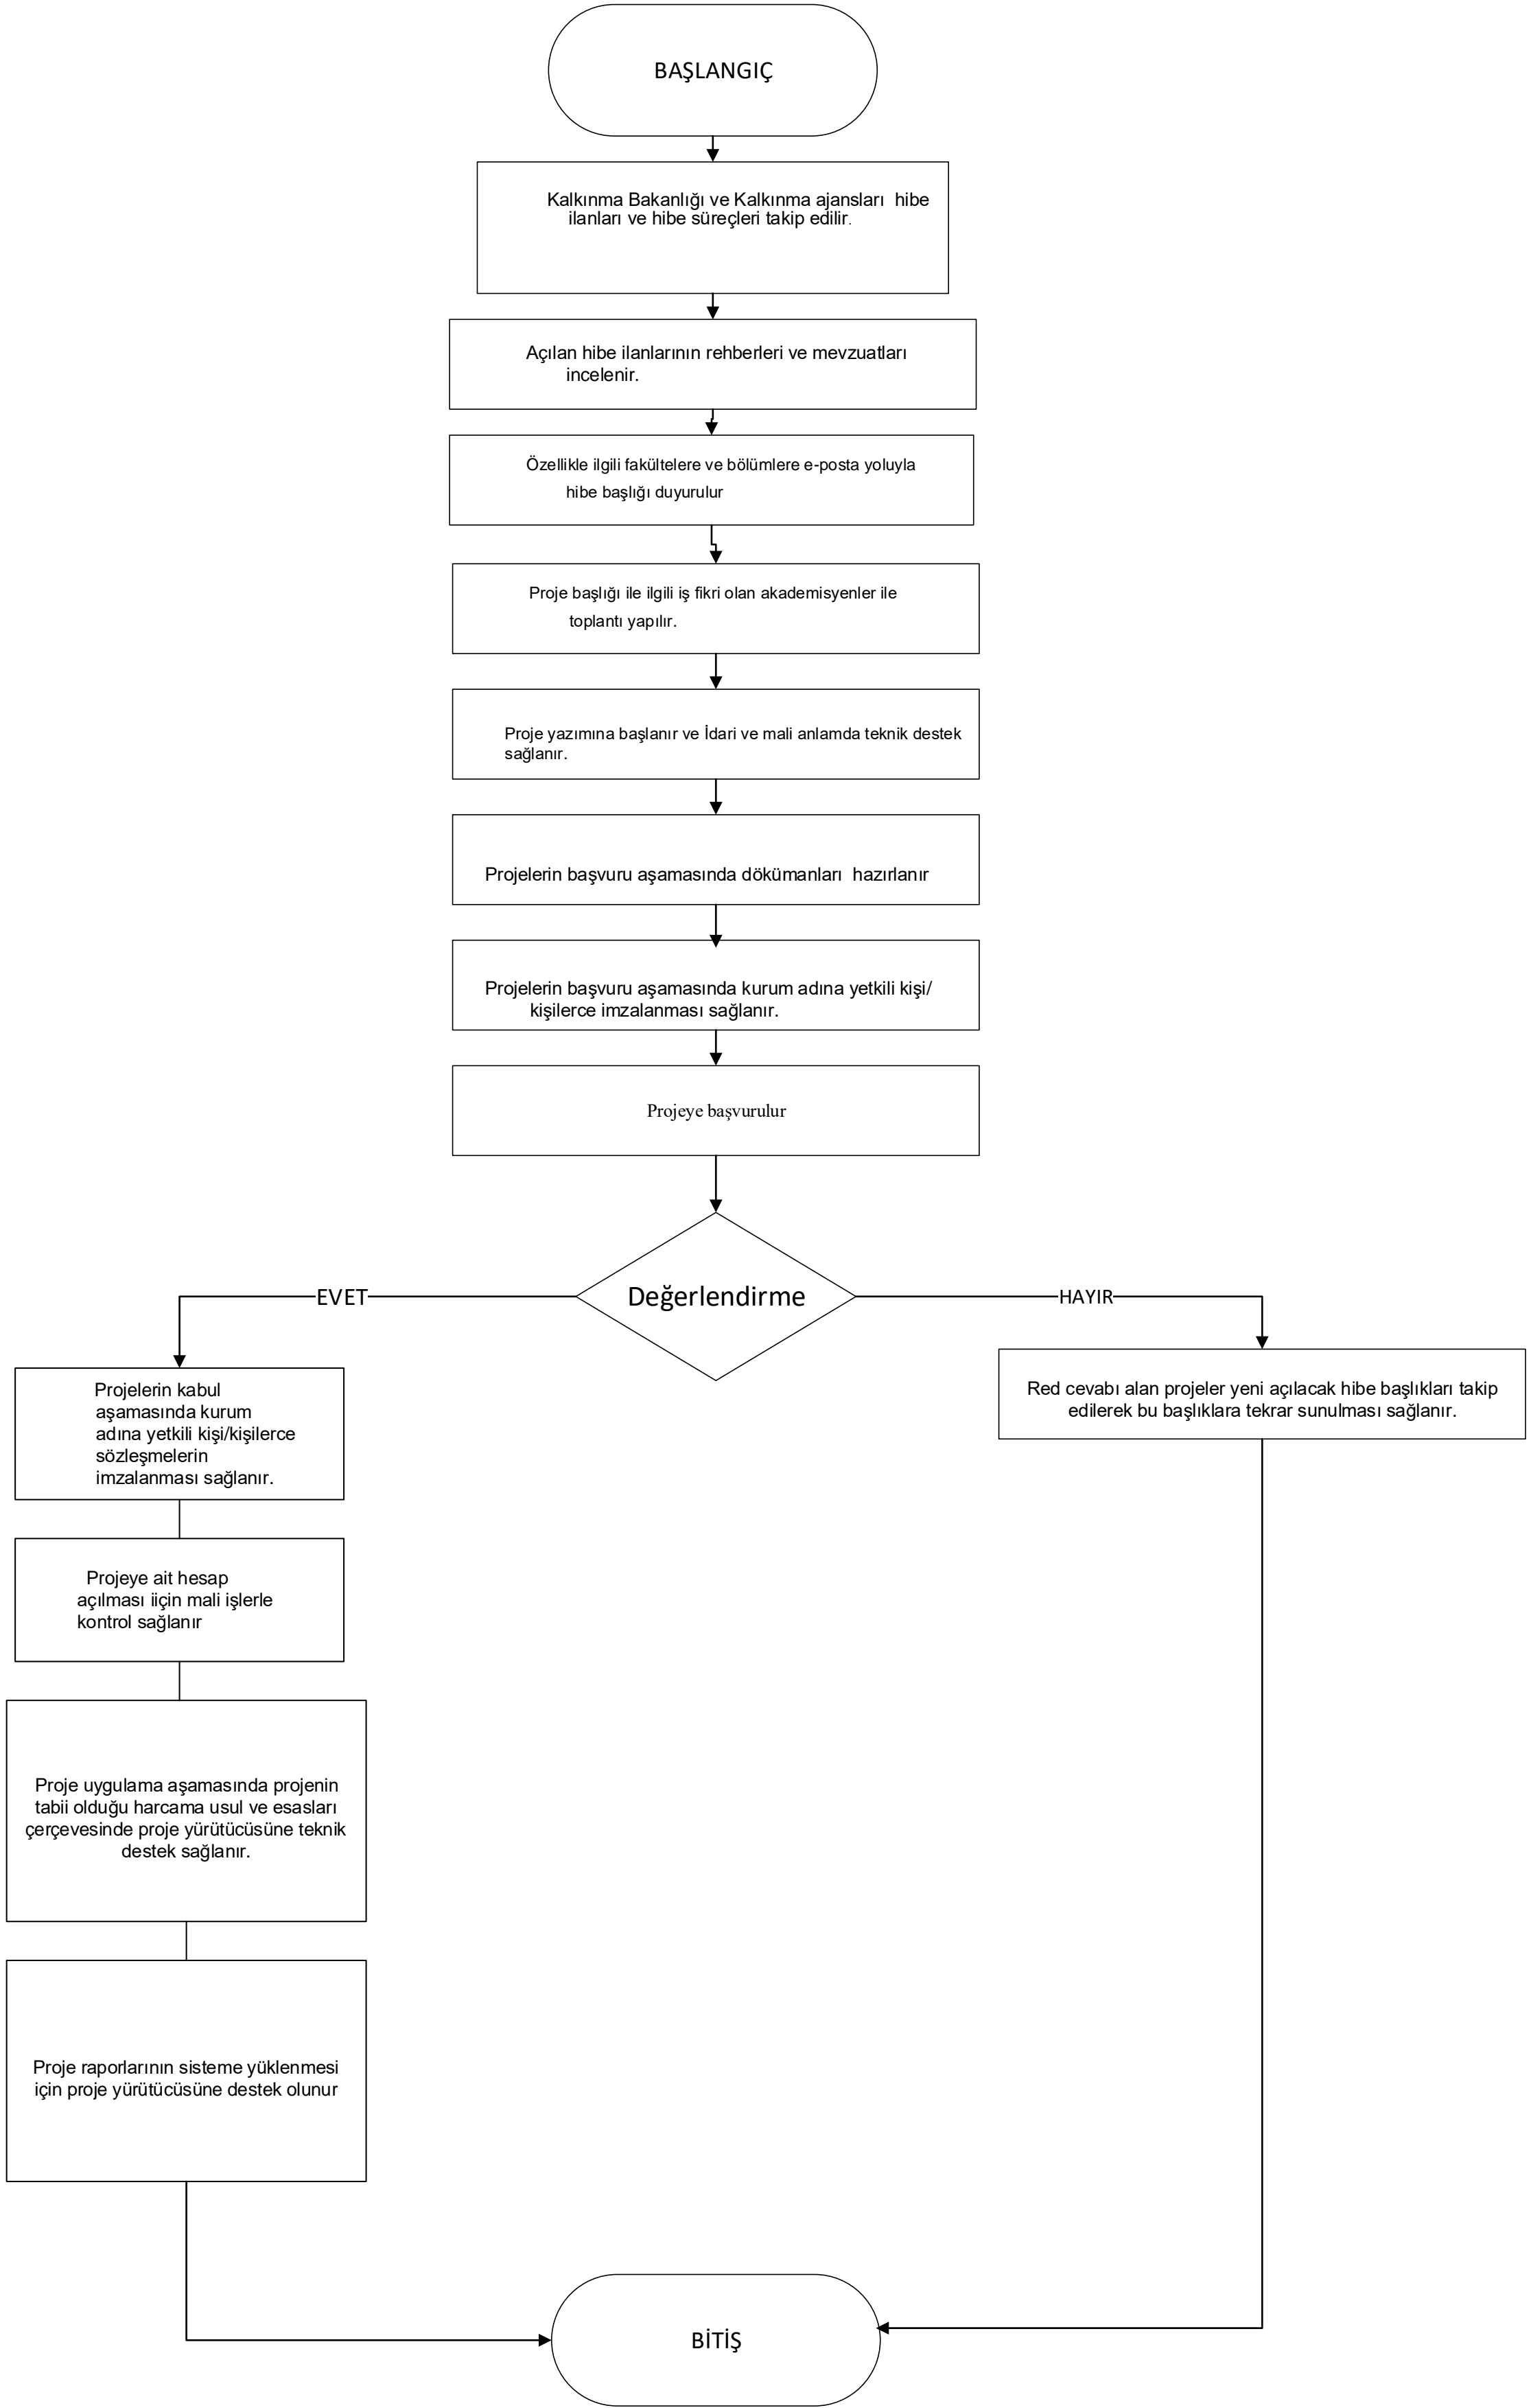 BAŞLANGIÇ
Kalkınma Bakanlığı ve Kalkınma ajansları  hibe
ilanları ve hibe süreçleri takip edilir.
Açılan hibe ilanlarının rehberleri ve mevzuatları
incelenir.
Özellikle ilgili fakültelere ve bölümlere e-posta yoluyla
hibe başlığı duyurulur
Proje başlığı ile ilgili iş fikri olan akademisyenler ile
toplantı yapılır.
Proje yazımına başlanır ve İdari ve mali anlamda teknik destek
sağlanır.
Projelerin başvuru aşamasında dökümanları  hazırlanır
Projelerin başvuru aşamasında kurum adına yetkili kişi/
kişilerce imzalanması sağlanır.
Projeye başvurulur
Değerlendirme
EVET
HAYIR
Projelerin kabul
aşamasında kurum
adına yetkili kişi/kişilerce
sözleşmelerin
imzalanması sağlanır.
Red cevabı alan projeler yeni açılacak hibe başlıkları takip
edilerek bu başlıklara tekrar sunulması sağlanır.
Projeye ait hesap
açılması iiçin mali işlerle
kontrol sağlanır
Proje uygulama aşamasında projenin
tabii olduğu harcama usul ve esasları
çerçevesinde proje yürütücüsüne teknik
destek sağlanır.
Proje raporlarının sisteme yüklenmesi
için proje yürütücüsüne destek olunur
BİTİŞ